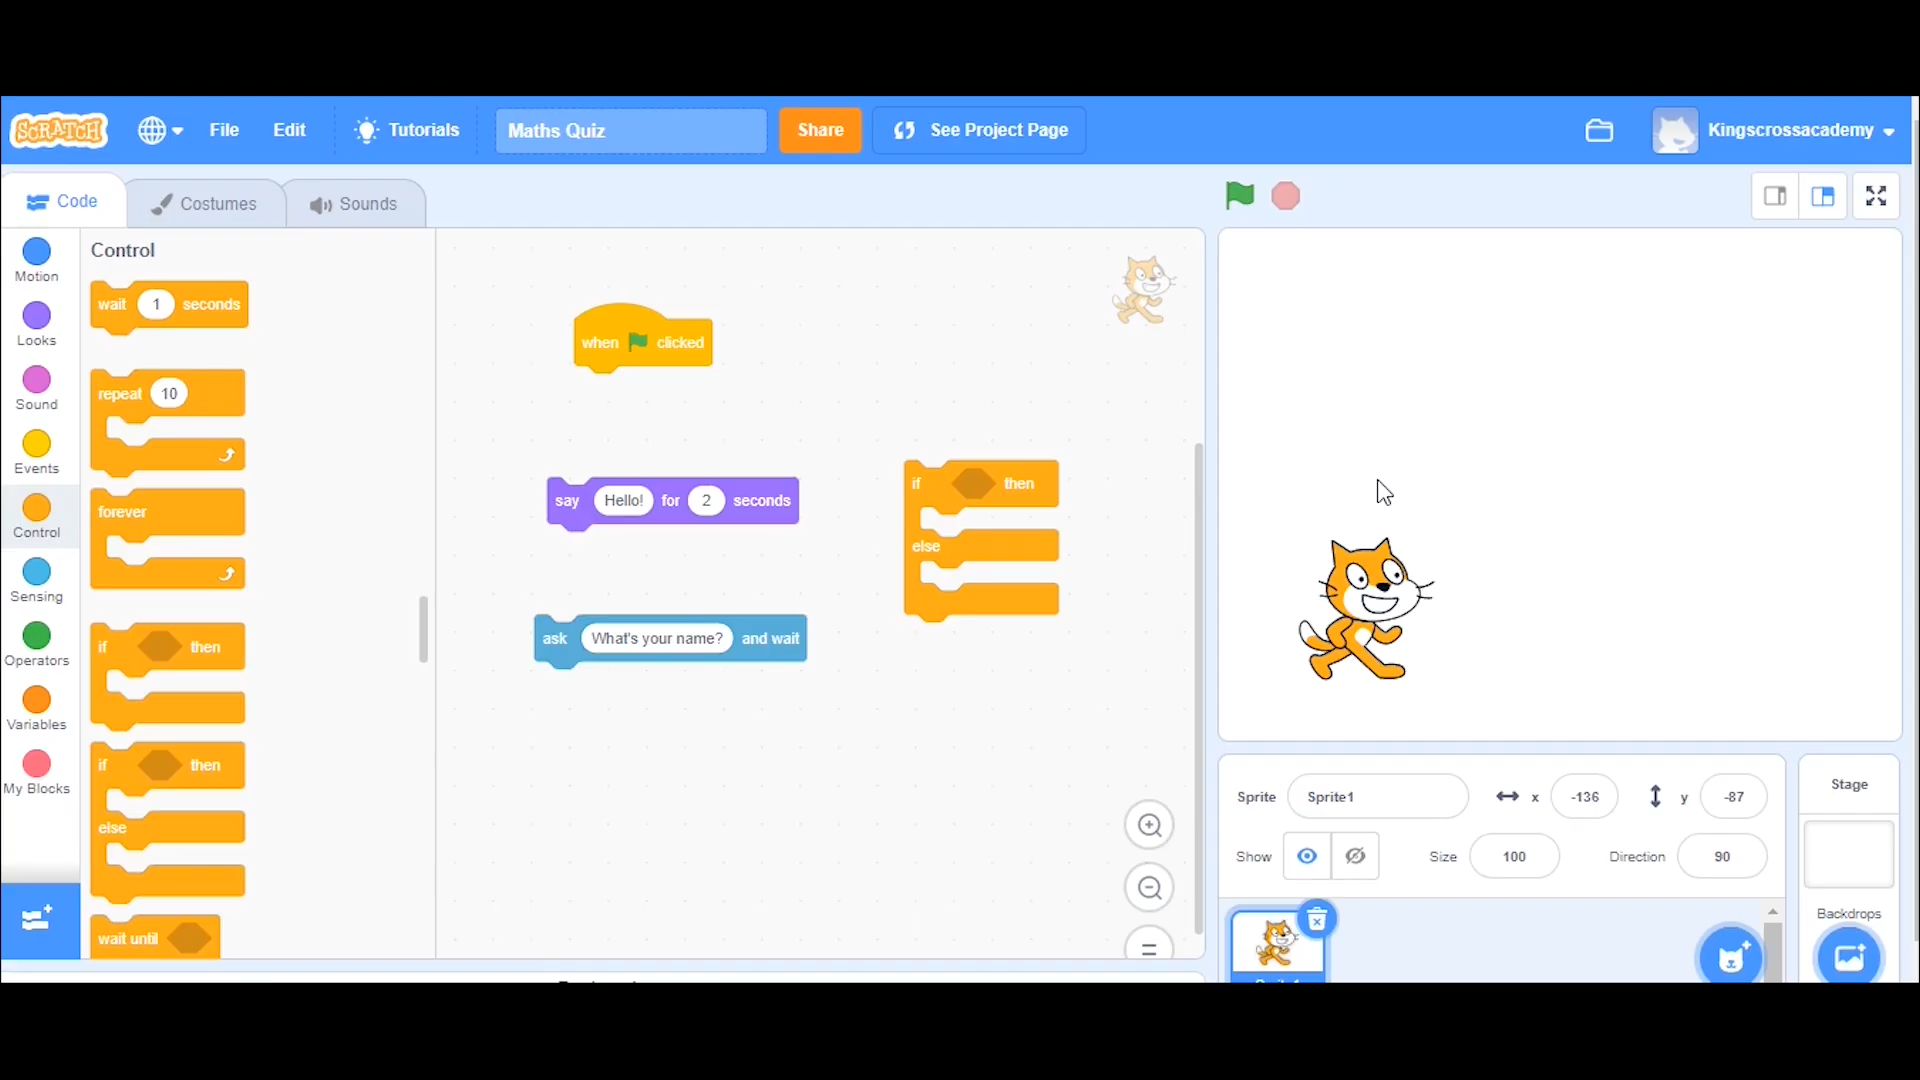 SCRATCH
File
Edit
Tutorials
Maths Quiz
Share
See Project Page
Kingscrossacademy
Code
Costumes
Sounds
Motion
Looks
Sound
Events
Control
Sensing
Operators
Variables
My Blocks
Control
wait 1 seconds
repeat 10
forever
if then
if then
else
wait until
when clicked
say Hello! for 2 seconds
ask What's your name? and wait
if then
else
Sprite Sprite1 x -136 y -87
Show Size 100 Direction 90
Stage
Backdrops